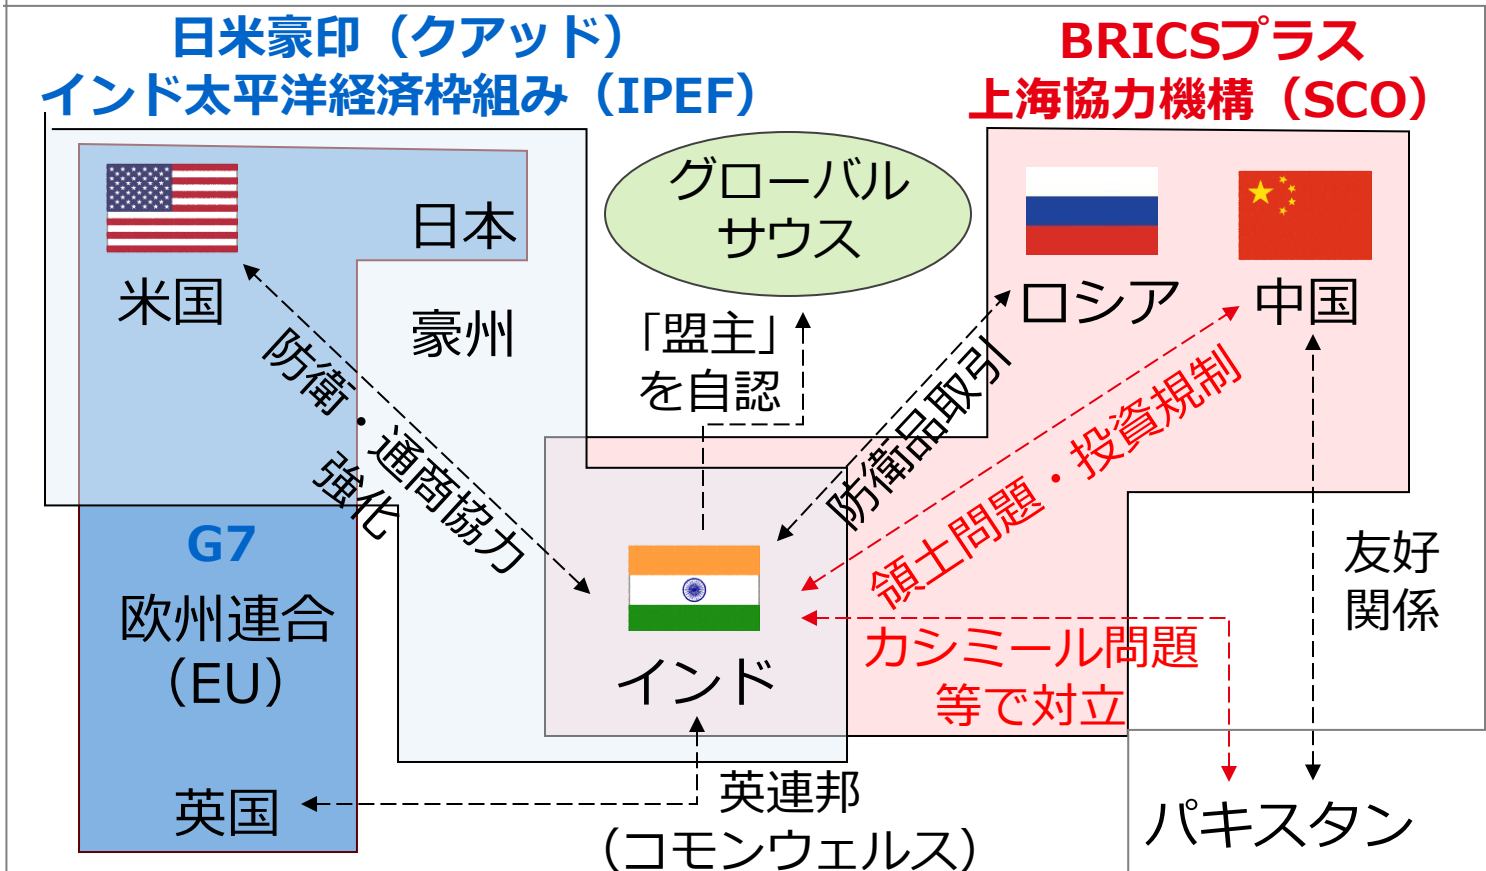 日米豪印（クアッド）
インド太平洋経済枠組み（IPEF）
BRICSプラス
上海協力機構（SCO）
グローバル
サウス
日本
米国
豪州
ロシア
中国
「盟主」
を自認
防衛・通商協力
強化
防衛品取引
領土問題・投資規制
G7
欧州連合
（EU）
友好
関係
インド
カシミール問題
等で対立
英国
英連邦
（コモンウェルス）
パキスタン